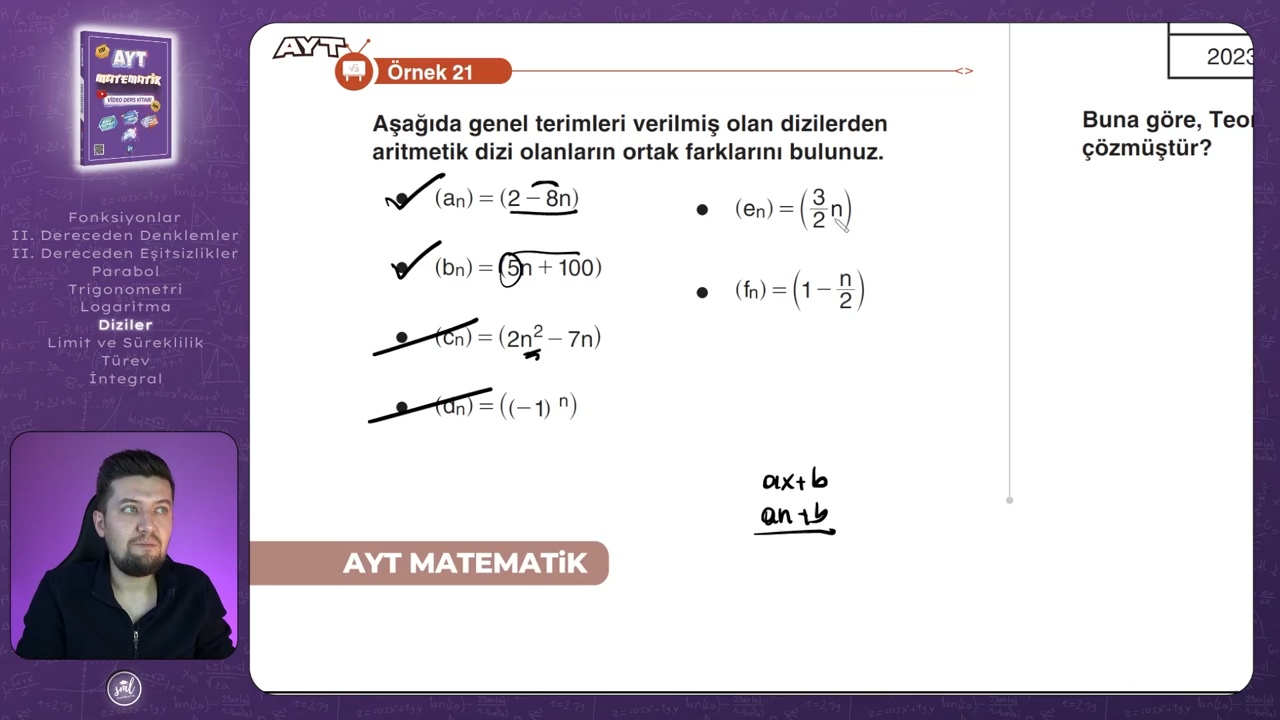 AYT
MATEMATİK
VİDEO DERS KİTABI
Fonksiyonlar
II. Dereceden Denklemler
II. Dereceden Eşitsizlikler
Parabol
Trigonometri
Logaritma
Diziler
Limit ve Süreklilik
Türev
İntegral
sml
AYT
Örnek 21
Aşağıda genel terimleri verilmiş olan dizilerden
aritmetik dizi olanların ortak farklarını bulunuz.
• (aₙ) = (2 − 8n)
• (bₙ) = (5n + 100)
• (cₙ) = (2n² − 7n)
• (dₙ) = ((−1)ⁿ)
• (eₙ) = (3/2 n)
• (fₙ) = (1 − n/2)
ax+b
an+b
AYT MATEMATİK
2023
Buna göre,
çözmüştür?